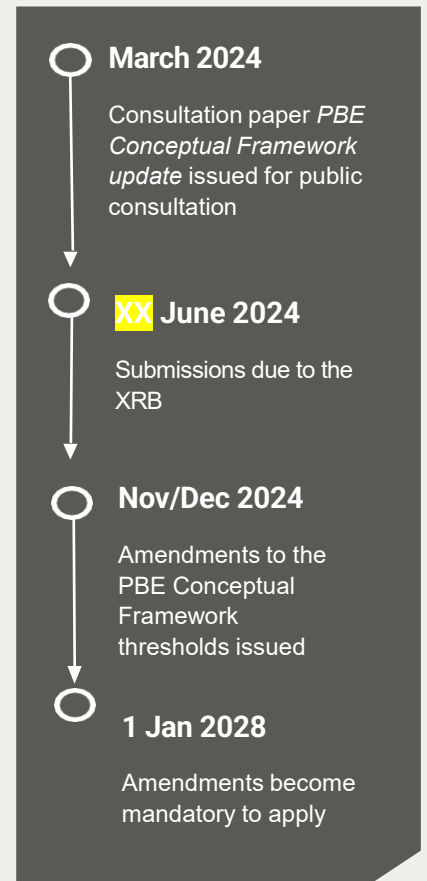 March 2024
Consultation paper PBE
Conceptual Framework
update issued for public
consultation
XX June 2024
Submissions due to the
XRB
Nov/Dec 2024
Amendments to the
PBE Conceptual
Framework
thresholds issued
1 Jan 2028
Amendments become
mandatory to apply